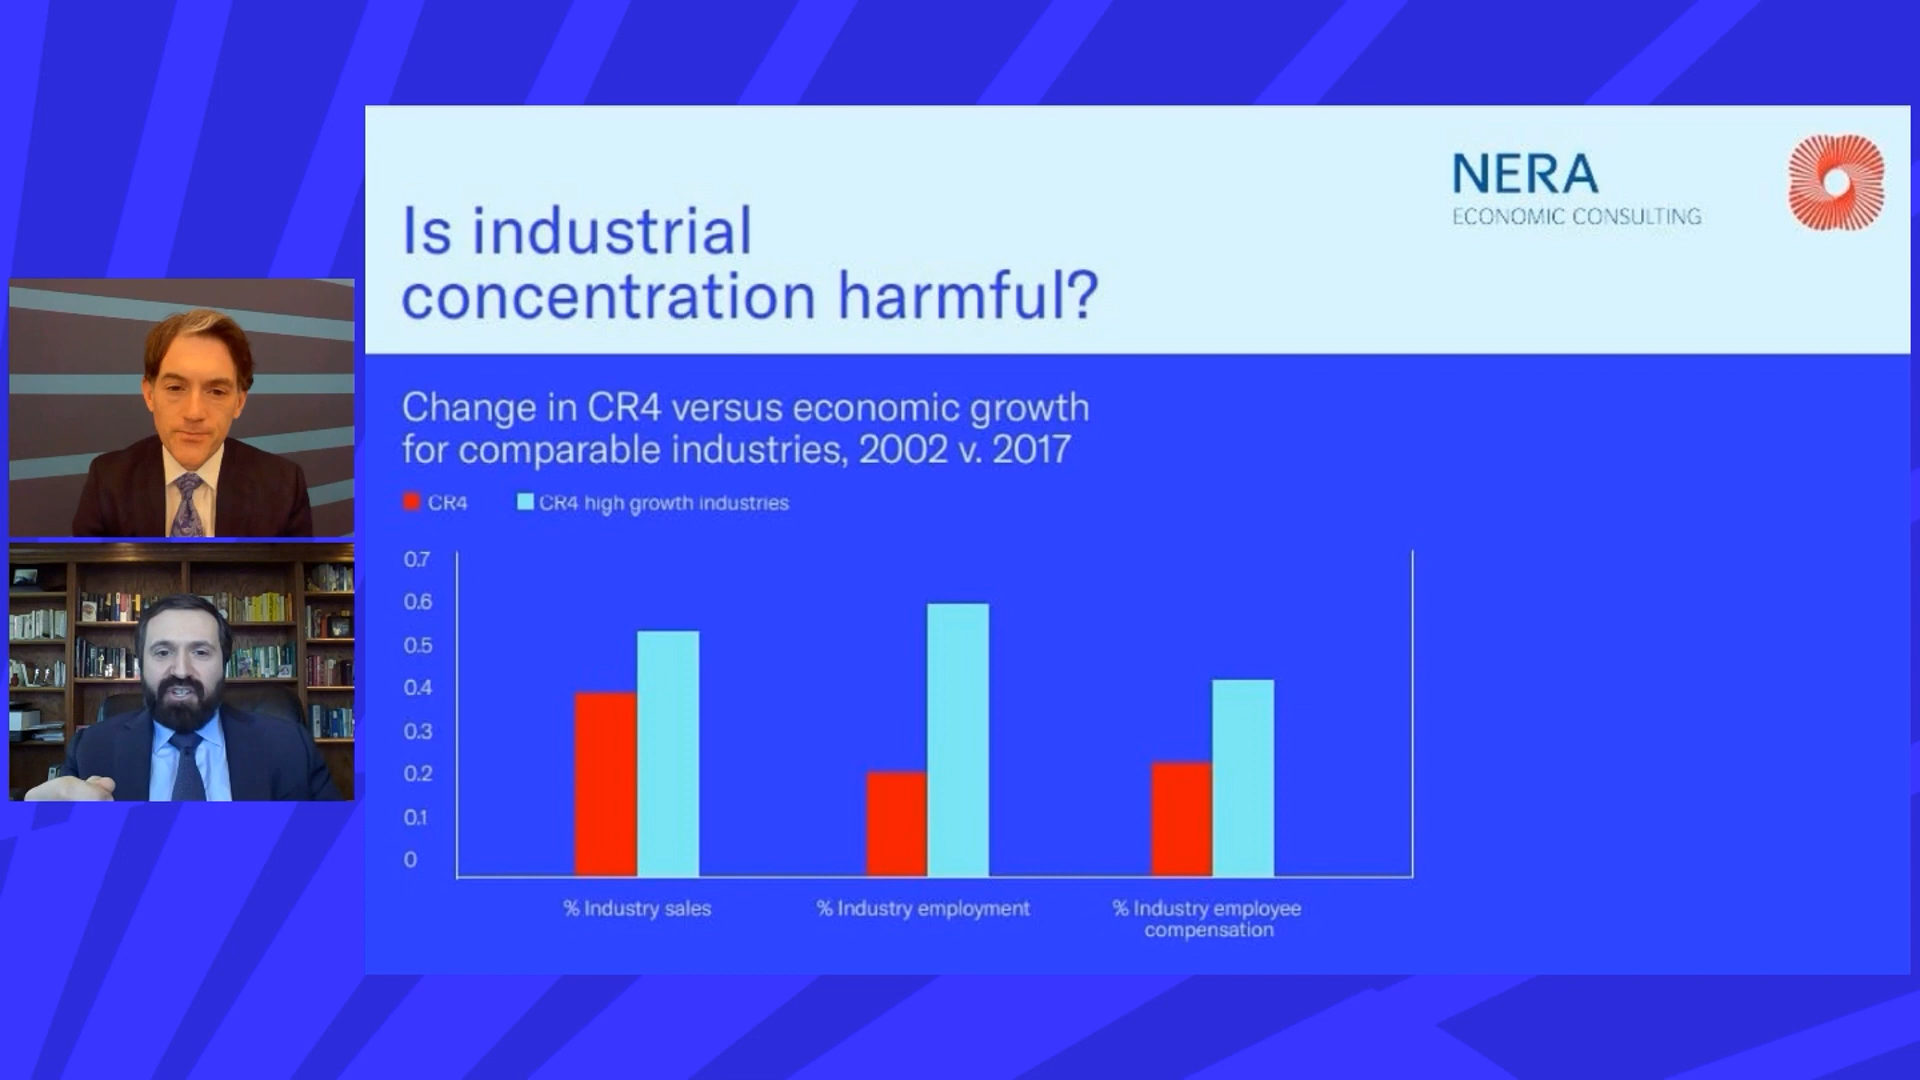 NERA
ECONOMIC CONSULTING
Is industrial
concentration harmful?
Change in CR4 versus economic growth
for comparable industries, 2002 v. 2017
CR4
CR4 high growth industries
0.7
0.6
0.5
0.4
0.3
0.2
0.1
0
% Industry sales
% Industry employment
% Industry employee
compensation